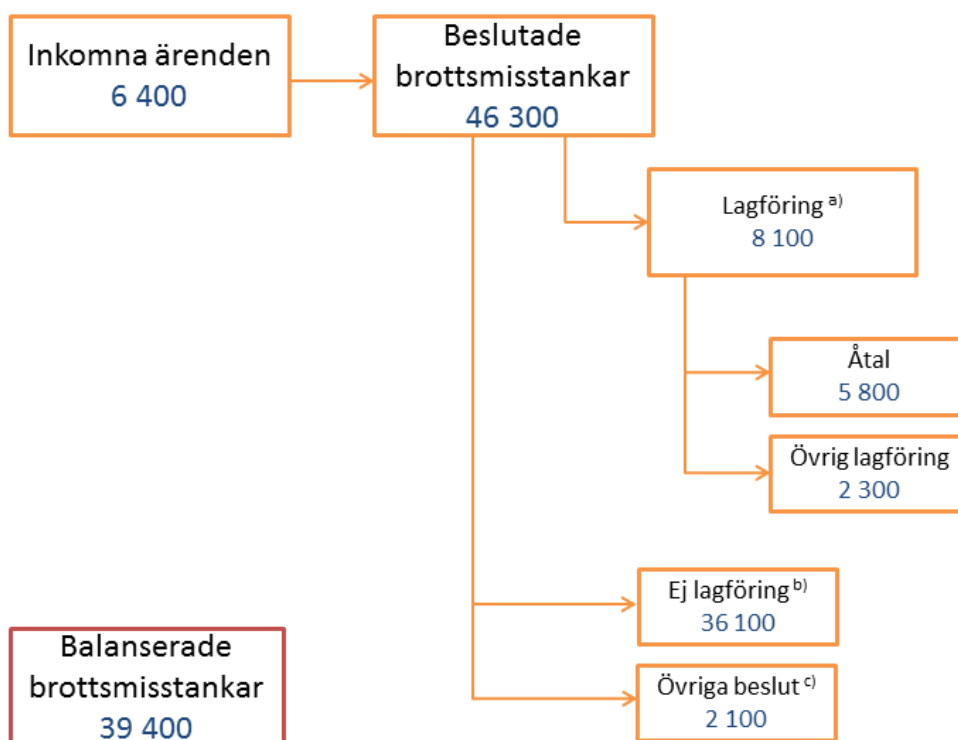 Inkomna ärenden
6 400
Beslutade
brottsmisstankar
46 300
Lagföring a)
8 100
Åtal
5 800
Övrig lagföring
2 300
Ej lagföring b)
36 100
Övriga beslut c)
2 100
Balanserade
brottsmisstankar
39 400